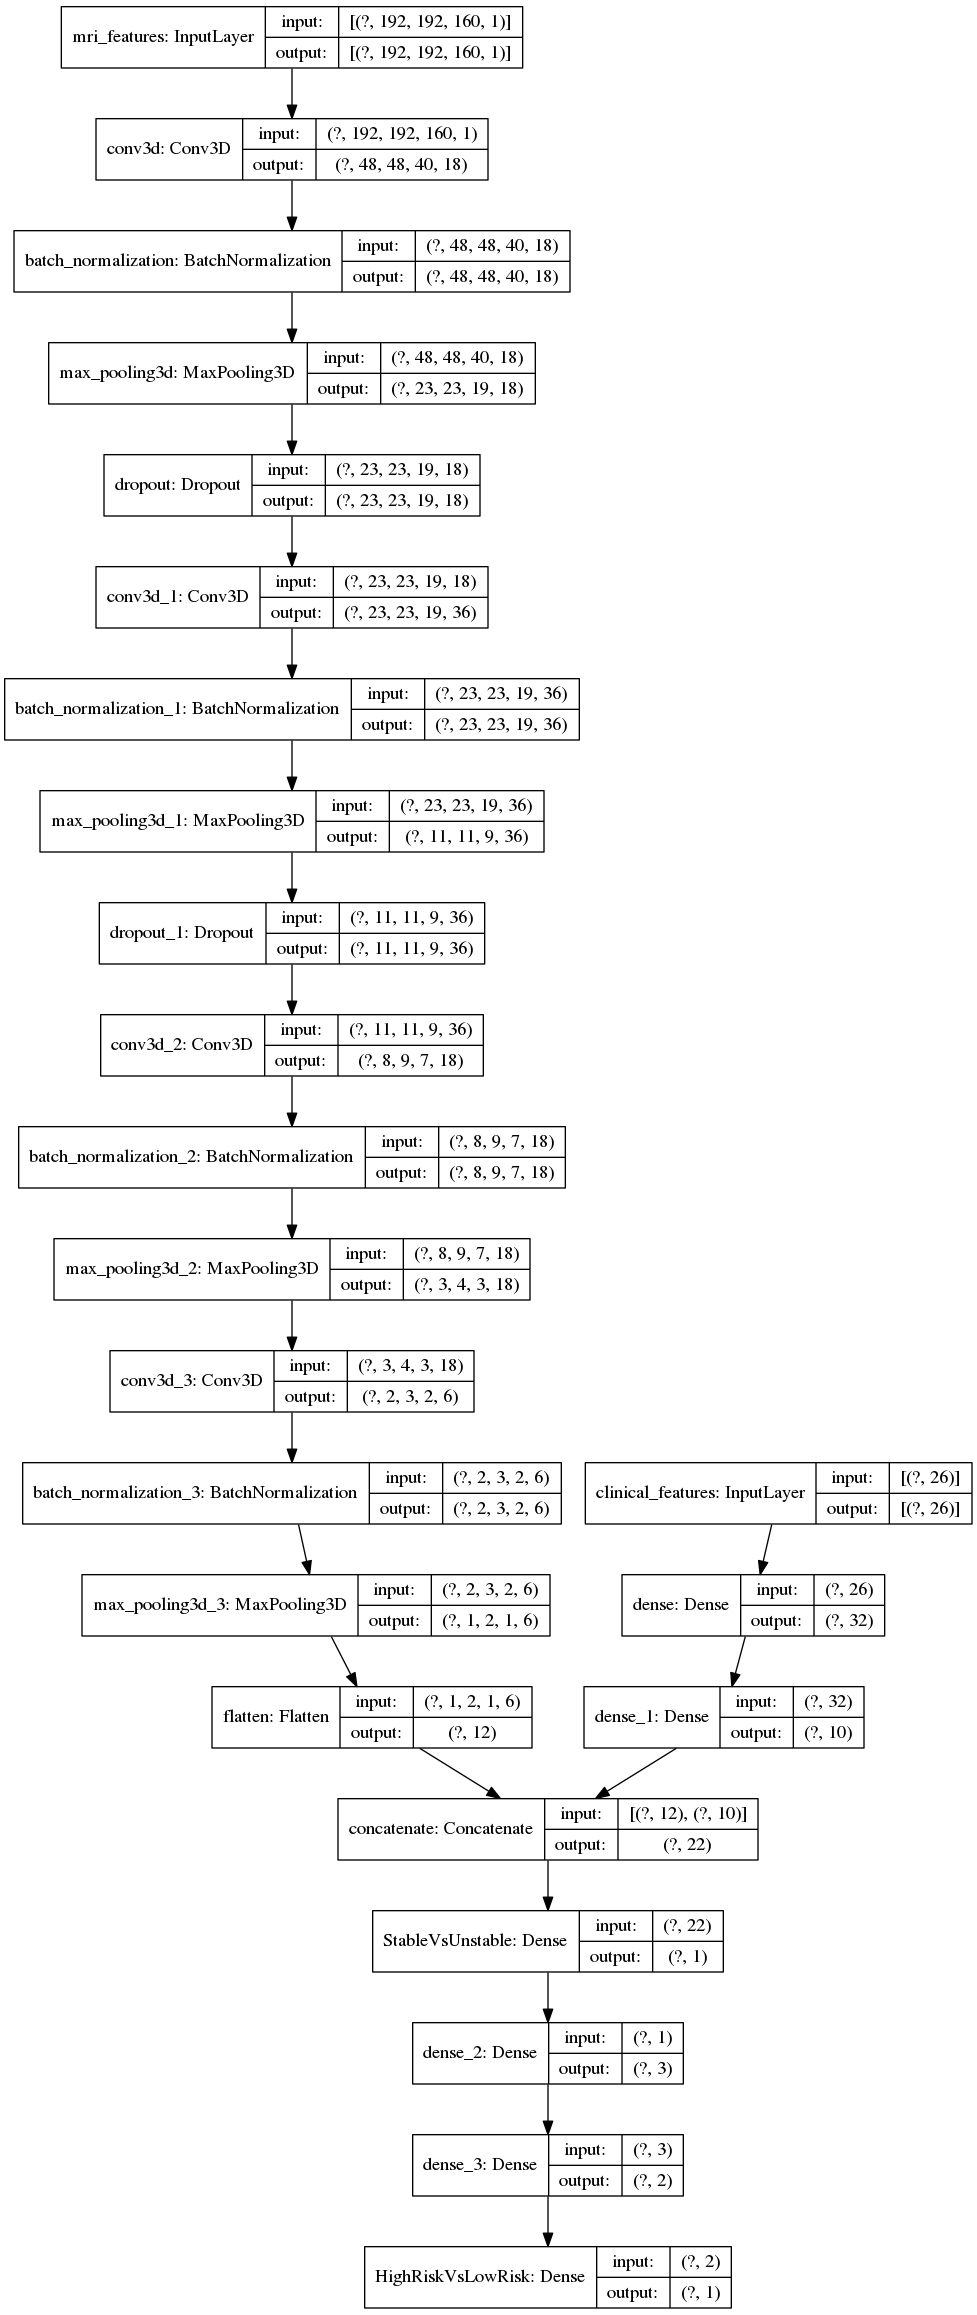 mri_features: InputLayer
input: [(?, 192, 192, 160, 1)]
output: [(?, 192, 192, 160, 1)]
conv3d: Conv3D
input: (?, 192, 192, 160, 1)
output: (?, 48, 48, 40, 18)
batch_normalization: BatchNormalization
input: (?, 48, 48, 40, 18)
output: (?, 48, 48, 40, 18)
max_pooling3d: MaxPooling3D
input: (?, 48, 48, 40, 18)
output: (?, 23, 23, 19, 18)
dropout: Dropout
input: (?, 23, 23, 19, 18)
output: (?, 23, 23, 19, 18)
conv3d_1: Conv3D
input: (?, 23, 23, 19, 18)
output: (?, 23, 23, 19, 36)
batch_normalization_1: BatchNormalization
input: (?, 23, 23, 19, 36)
output: (?, 23, 23, 19, 36)
max_pooling3d_1: MaxPooling3D
input: (?, 23, 23, 19, 36)
output: (?, 11, 11, 9, 36)
dropout_1: Dropout
input: (?, 11, 11, 9, 36)
output: (?, 11, 11, 9, 36)
conv3d_2: Conv3D
input: (?, 11, 11, 9, 36)
output: (?, 8, 9, 7, 18)
batch_normalization_2: BatchNormalization
input: (?, 8, 9, 7, 18)
output: (?, 8, 9, 7, 18)
max_pooling3d_2: MaxPooling3D
input: (?, 8, 9, 7, 18)
output: (?, 3, 4, 3, 18)
conv3d_3: Conv3D
input: (?, 3, 4, 3, 18)
output: (?, 2, 3, 2, 6)
batch_normalization_3: BatchNormalization
input: (?, 2, 3, 2, 6)
output: (?, 2, 3, 2, 6)
clinical_features: InputLayer
input: [(?, 26)]
output: [(?, 26)]
max_pooling3d_3: MaxPooling3D
input: (?, 2, 3, 2, 6)
output: (?, 1, 2, 1, 6)
dense: Dense
input: (?, 26)
output: (?, 32)
flatten: Flatten
input: (?, 1, 2, 1, 6)
output: (?, 12)
dense_1: Dense
input: (?, 32)
output: (?, 10)
concatenate: Concatenate
input: [(?, 12), (?, 10)]
output: (?, 22)
StableVsUnstable: Dense
input: (?, 22)
output: (?, 1)
dense_2: Dense
input: (?, 1)
output: (?, 3)
dense_3: Dense
input: (?, 3)
output: (?, 2)
HighRiskVsLowRisk: Dense
input: (?, 2)
output: (?, 1)